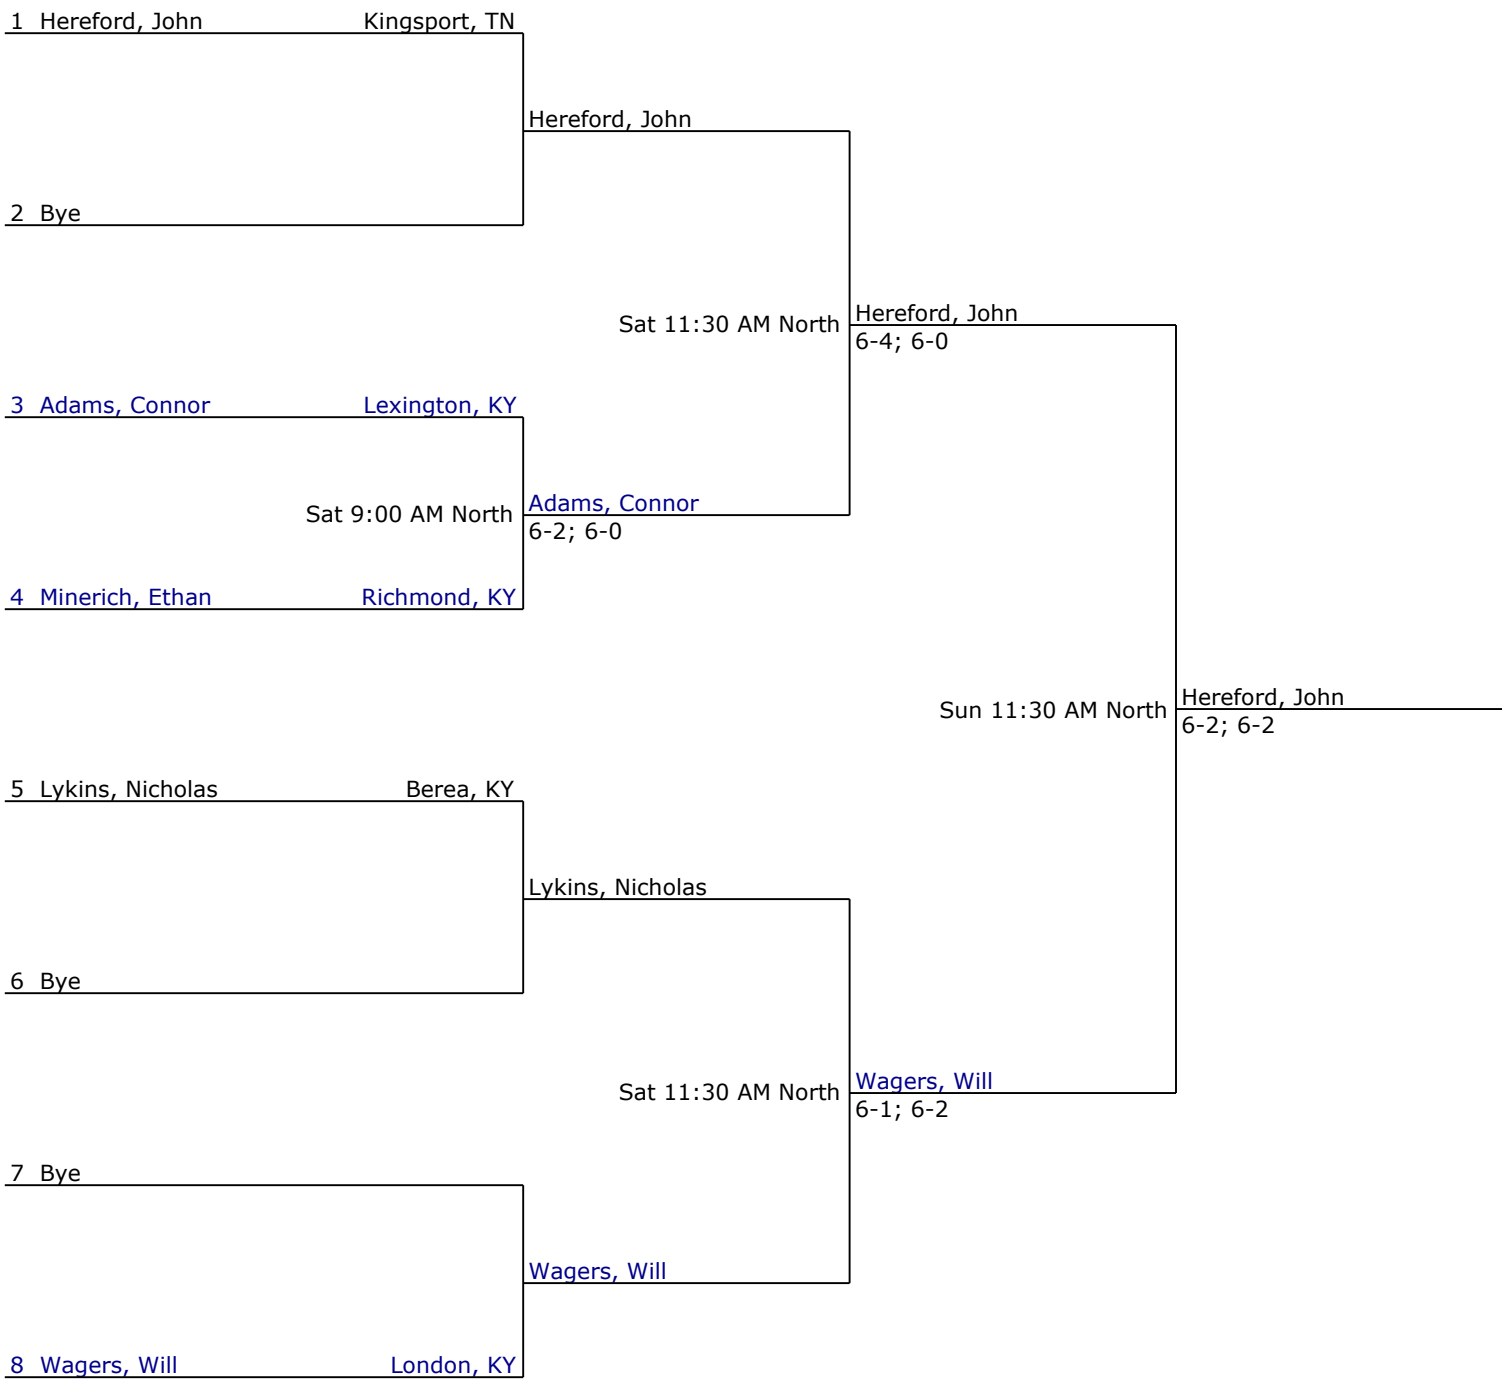 1 Hereford, John Kingsport, TN
Hereford, John
2 Bye
Sat 11:30 AM North
Hereford, John
6-4; 6-0
3 Adams, Connor Lexington, KY
Sat 9:00 AM North
Adams, Connor
6-2; 6-0
4 Minerich, Ethan Richmond, KY
Sun 11:30 AM North
Hereford, John
6-2; 6-2
5 Lykins, Nicholas Berea, KY
Lykins, Nicholas
6 Bye
Sat 11:30 AM North
Wagers, Will
6-1; 6-2
7 Bye
Wagers, Will
8 Wagers, Will London, KY